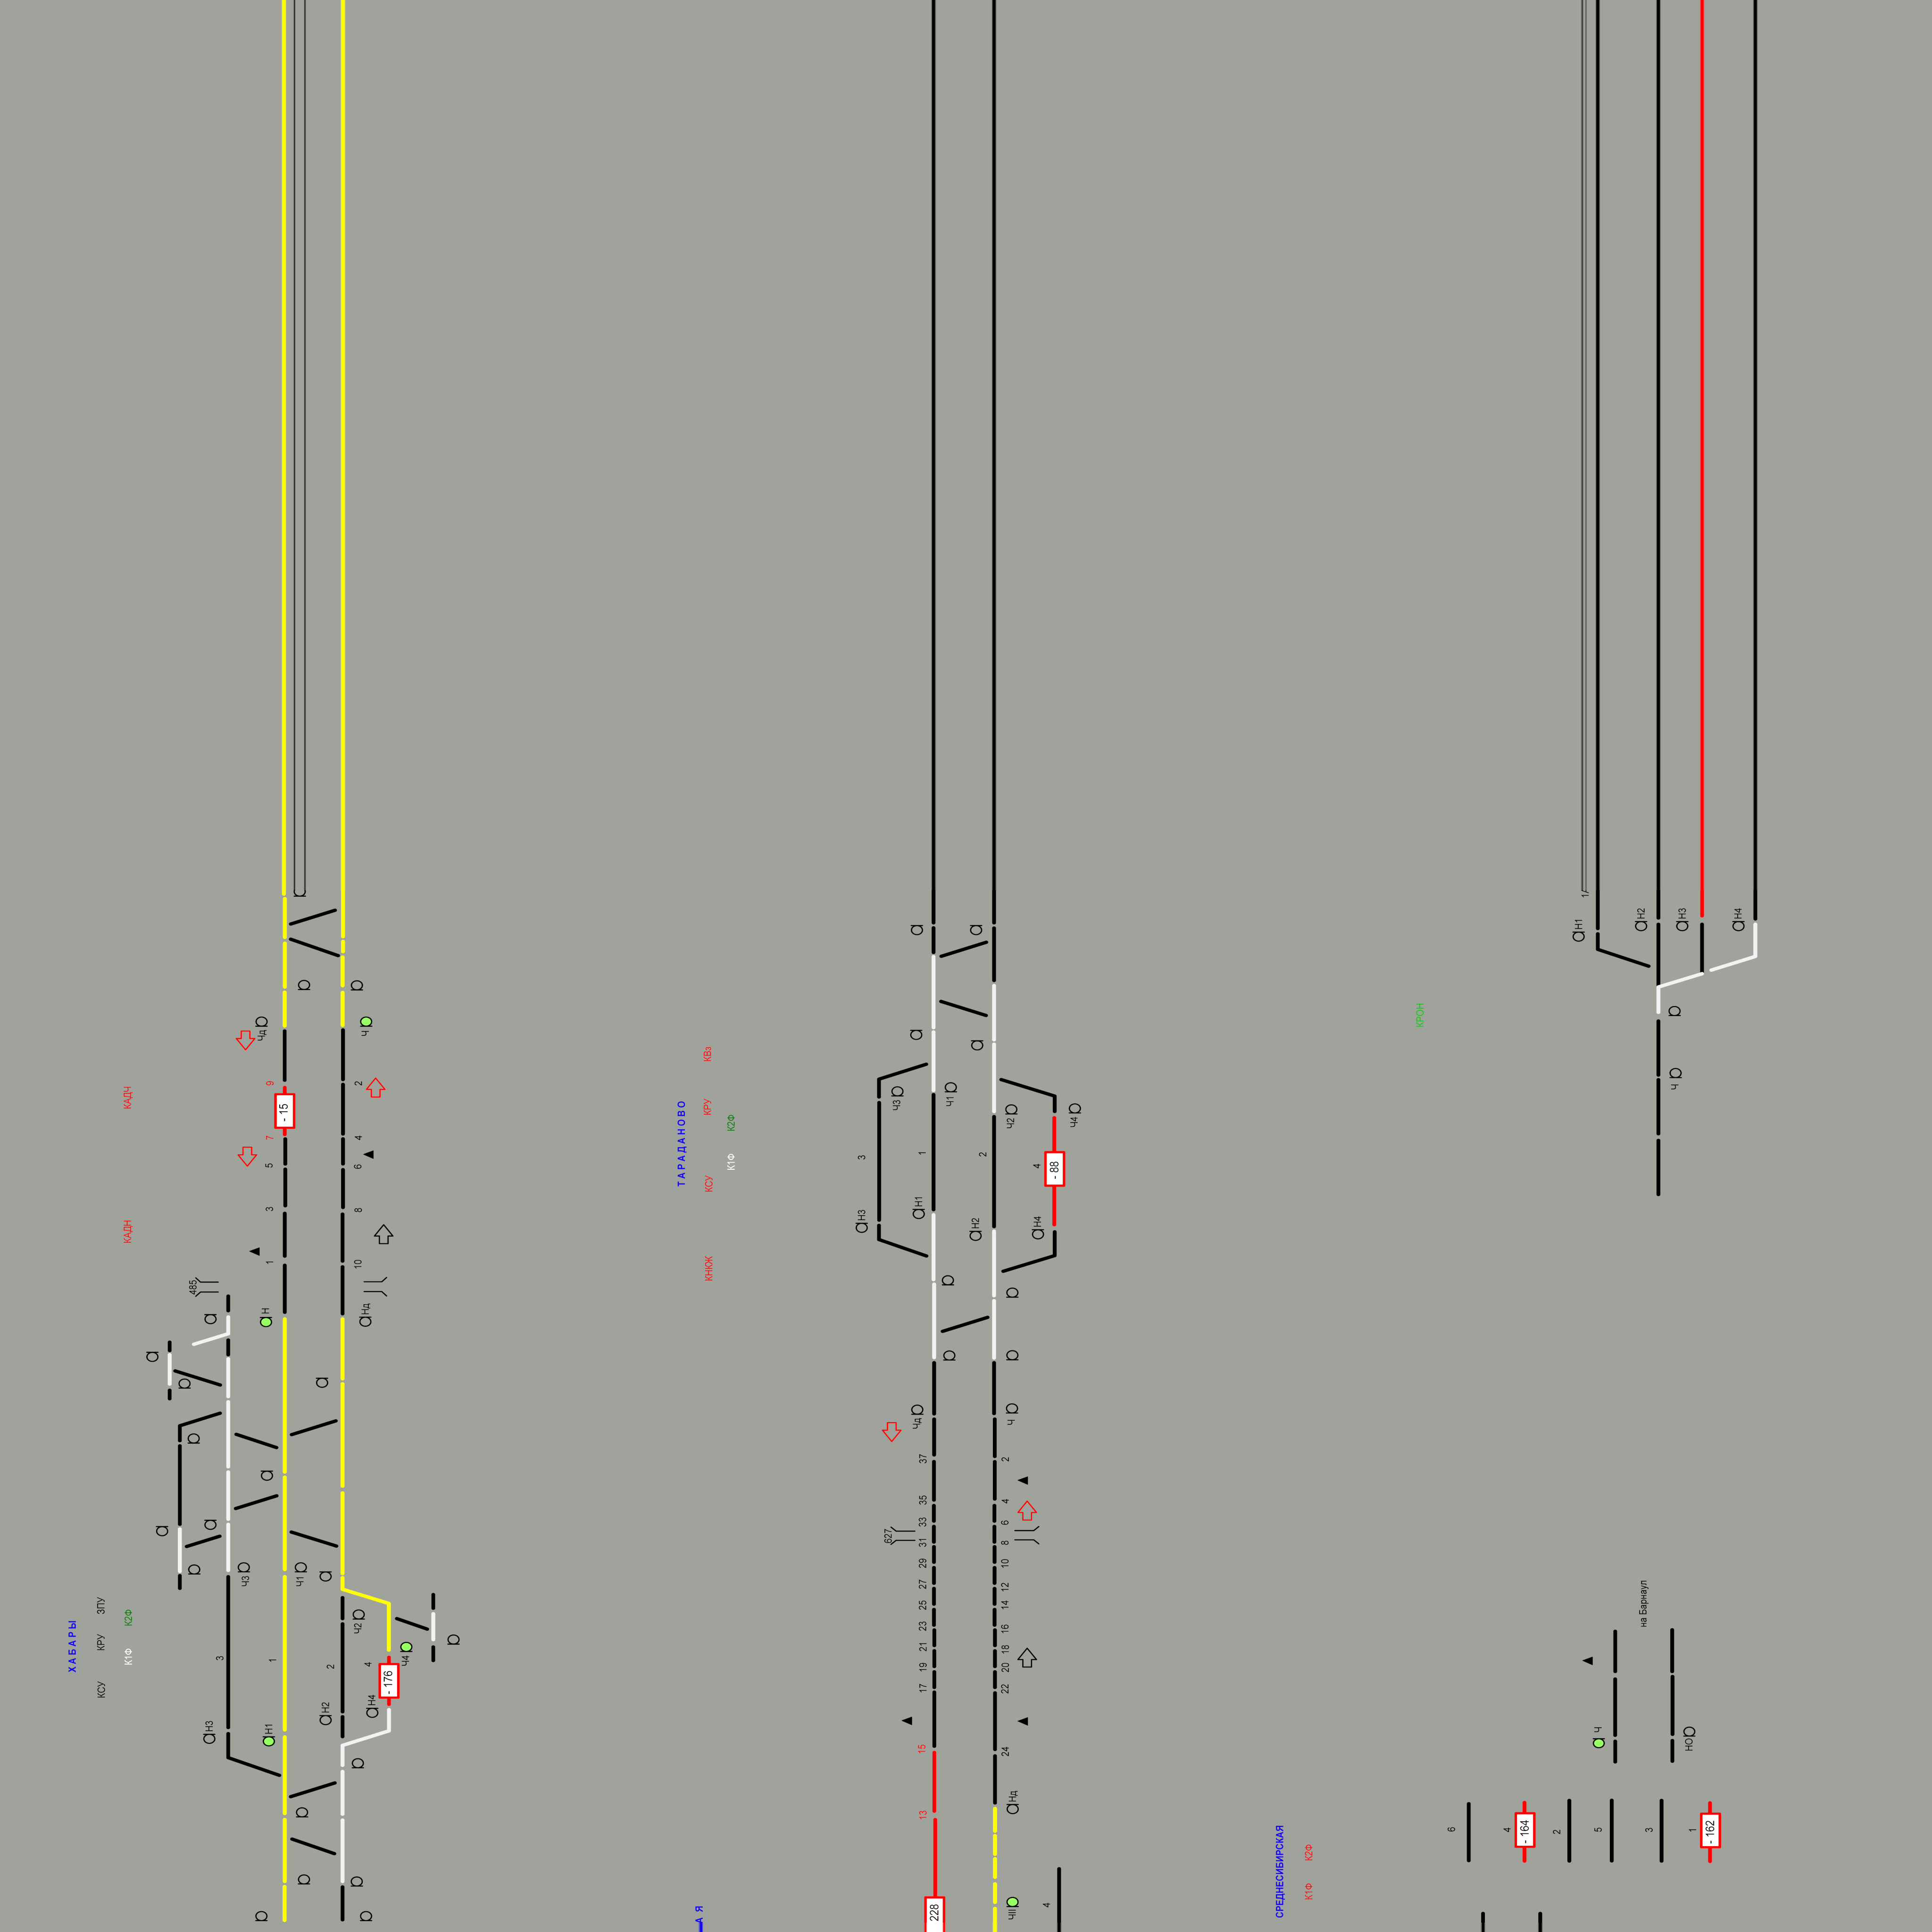 ХАБАРЫ
КСУ КРУ ЗПУ
К1Ф К2Ф КАДН КАДЧ
485
Н3
3
Ч3
Н1 Н Чд
1 1 3 5 7 9
- 15
Ч1
Н2
2
Ч2 10 8 6 4 2
Нд Ч
4 Н4
- 176
Ч4
АЯ
ТАРАДАНОВО
КНЮЖ КСУ КРУ КВз
К1Ф К2Ф
Н3 3
627
Ч3
13 15 17 19 21 23 25 27 29 31 33 35 37
Чд Н1 1
228
Ч1
Н2 2
24 22 20 18 16 14 12 10 8 6 4 2
ЧII Нд Ч Ч2
4 Н4 4
- 88
Ч4
СРЕДНЕСИБИРСКАЯ
К1Ф К2Ф
КРОН
6
4
- 164
2
5
Ч
Н1
1/
3
на Барнаул
Н2
Ч
НО
Н3
1
- 162
Н4